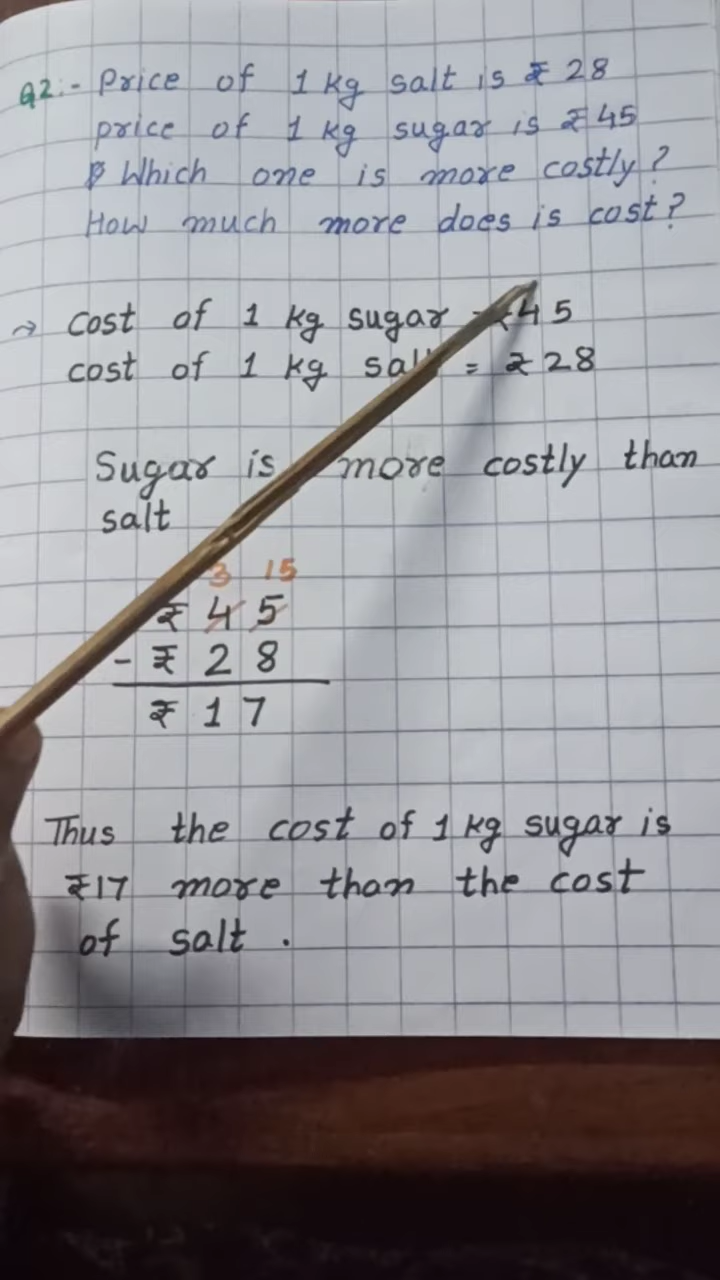 Q2:- Price of 1 kg salt is ₹ 28
price of 1 kg sugar is ₹ 45
Which one is more costly?
How much more does is cost?
→ Cost of 1 kg sugar = ₹45
cost of 1 kg salt = ₹ 28
Sugar is more costly than
salt
3 15
₹ 4 5
- ₹ 2 8
₹ 1 7
Thus the cost of 1 kg sugar is
₹17 more than the cost
of salt .